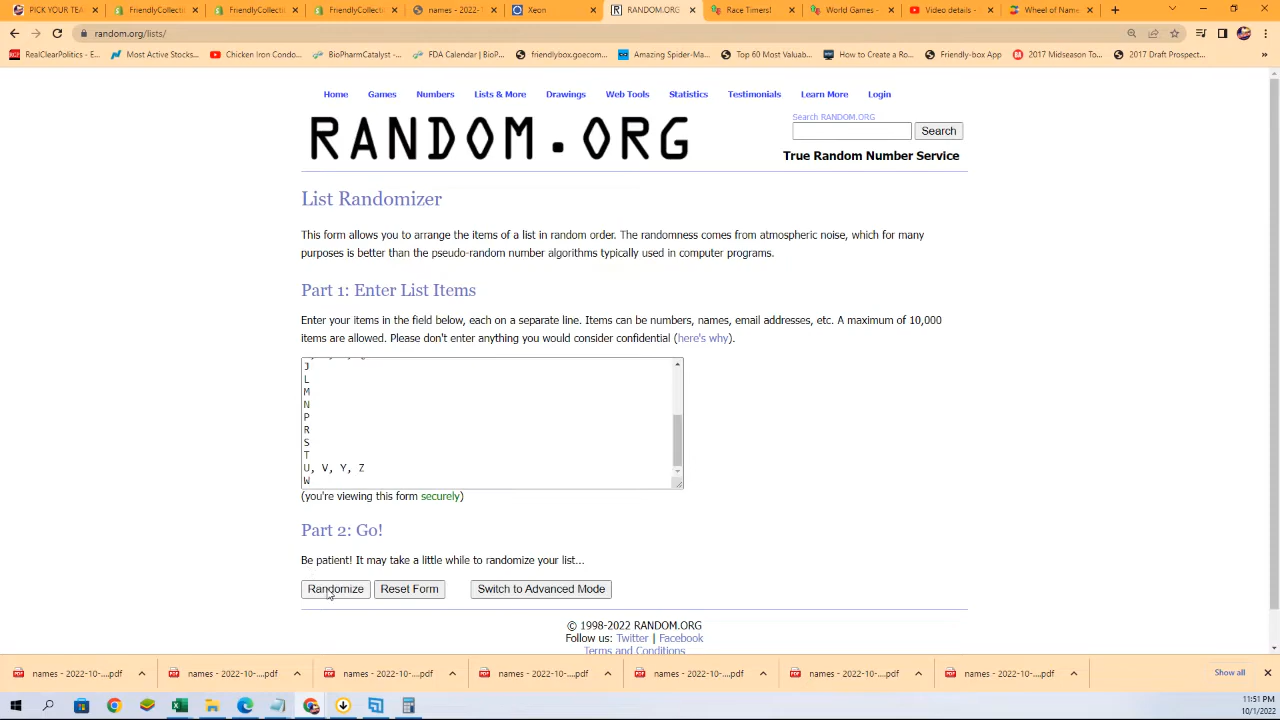 PICK YOUR TEA
FriendlyCollecti
FriendlyCollecti
FriendlyCollecti
names - 2022-1
Xeon
RANDOM.ORG
Race Timers!
World Games -
Video details -
Wheel of Name
random.org/lists/
RealClearPolitics - E...
Most Active Stocks...
Chicken Iron Condo...
BioPharmCatalyst -...
FDA Calendar | BioP...
friendlybox.goecom...
Amazing Spider-Ma...
Top 60 Most Valuab...
How to Create a Ro...
Friendly-box App
2017 Midseason To...
2017 Draft Prospect...
Home Games Numbers Lists & More Drawings Web Tools Statistics Testimonials Learn More Login
RANDOM.ORG
Search RANDOM.ORG
Search
True Random Number Service
List Randomizer
This form allows you to arrange the items of a list in random order. The randomness comes from atmospheric noise, which for many
purposes is better than the pseudo-random number algorithms typically used in computer programs.
Part 1: Enter List Items
Enter your items in the field below, each on a separate line. Items can be numbers, names, email addresses, etc. A maximum of 10,000
items are allowed. Please don't enter anything you would consider confidential (here's why).
J
L
M
N
P
R
S
T
U, V, Y, Z
W
(you're viewing this form securely)
Part 2: Go!
Be patient! It may take a little while to randomize your list...
Randomize Reset Form Switch to Advanced Mode
© 1998-2022 RANDOM.ORG
Follow us: Twitter | Facebook
Terms and Conditions
names - 2022-10-....pdf
names - 2022-10-....pdf
names - 2022-10-....pdf
names - 2022-10-....pdf
names - 2022-10-....pdf
names - 2022-10-....pdf
names - 2022-10-....pdf
Show all
11:51 PM
10/1/2022